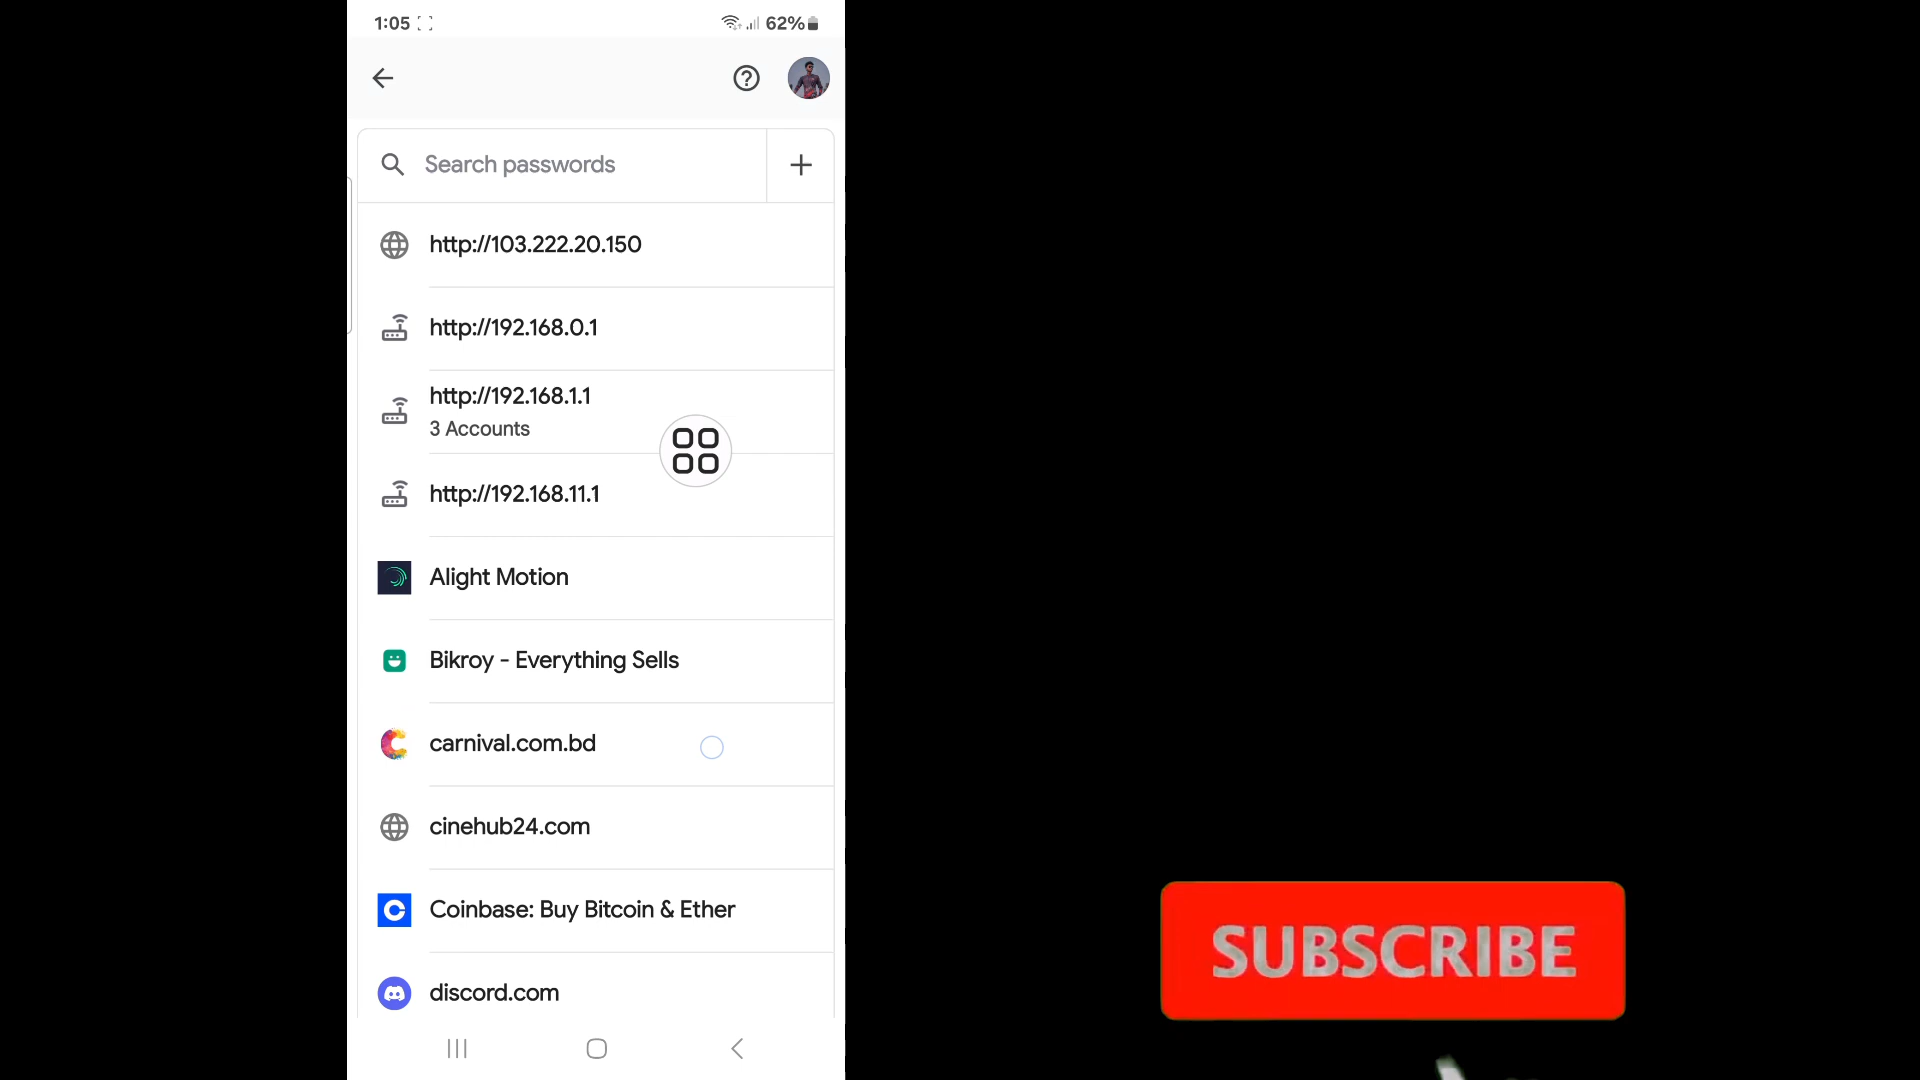 1:05
62%
Search passwords
http://103.222.20.150
http://192.168.0.1
http://192.168.1.1
3 Accounts
http://192.168.11.1
Alight Motion
Bikroy - Everything Sells
carnival.com.bd
cinehub24.com
Coinbase: Buy Bitcoin & Ether
discord.com
SUBSCRIBE